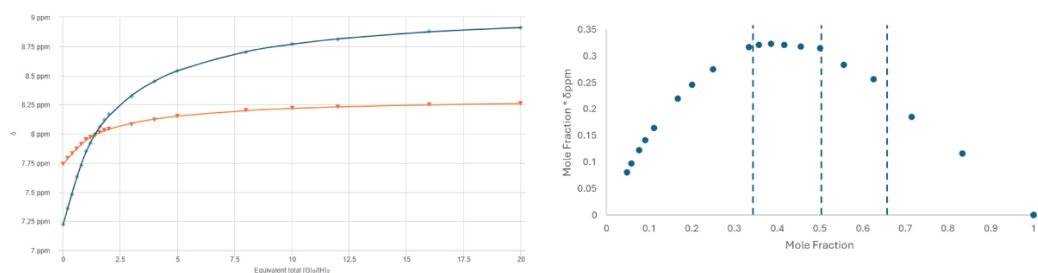 9 ppm
8.75 ppm
8.5 ppm
8.25 ppm
8 ppm
7.75 ppm
7.5 ppm
7.25 ppm
7 ppm
δ
0
2.5
5
7.5
10
12.5
15
17.5
20
Equivalent total [G]₀/[H]₀
0.35
0.3
0.25
0.2
0.15
0.1
0.05
0
Mole Fraction * δppm
0
0.1
0.2
0.3
0.4
0.5
0.6
0.7
0.8
0.9
1
Mole Fraction